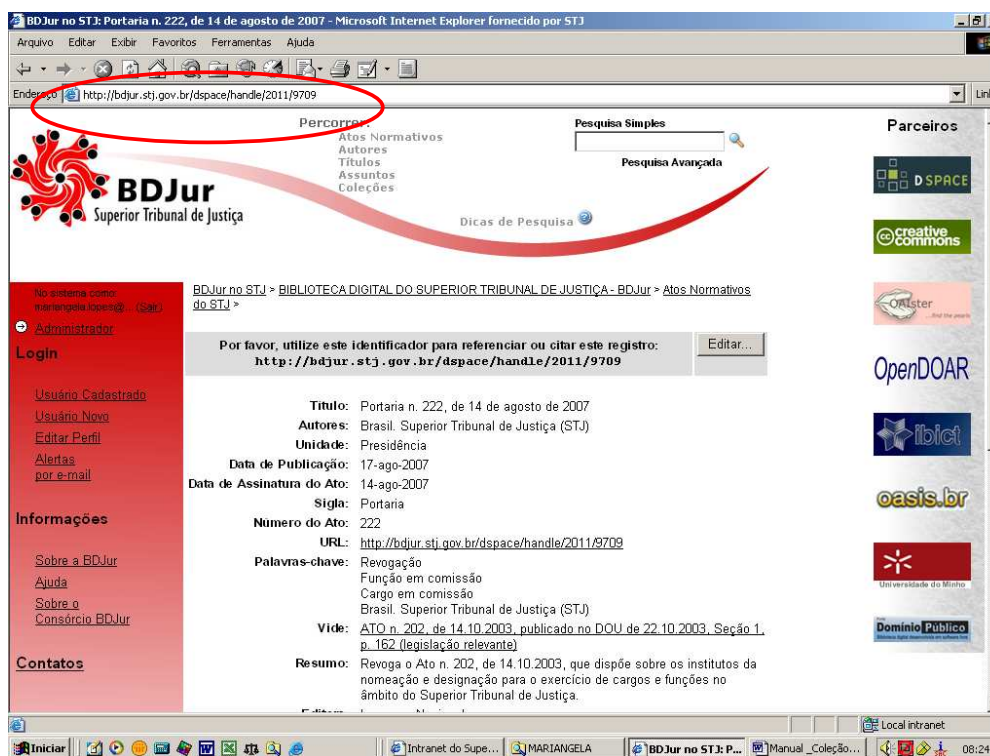 BDJur no STJ: Portaria n. 222, de 14 de agosto de 2007 - Microsoft Internet Explorer fornecido por STJ
Arquivo Editar Exibir Favoritos Ferramentas Ajuda
Endereço http://bdjur.stj.gov.br/dspace/handle/2011/9709
BDJur
Superior Tribunal de Justiça
Percorrer:
Atos Normativos
Autores
Títulos
Assuntos
Coleções
Pesquisa Simples
Pesquisa Avançada
Dicas de Pesquisa
Parceiros
DSPACE
cc creative commons
OAIster
...find the pearls
OpenDOAR
ibict
oasis.br
Universidade do Minho
Portal
Domínio Público
No sistema como:
mariangela.lopes@... (Sair)
Administrador
Login
Usuário Cadastrado
Usuário Novo
Editar Perfil
Alertas
por e-mail
Informações
Sobre a BDJur
Ajuda
Sobre o
Consórcio BDJur
Contatos
BDJur no STJ > BIBLIOTECA DIGITAL DO SUPERIOR TRIBUNAL DE JUSTIÇA - BDJur > Atos Normativos
do STJ >
Por favor, utilize este identificador para referenciar ou citar este registro:
http://bdjur.stj.gov.br/dspace/handle/2011/9709
Editar...
Título: Portaria n. 222, de 14 de agosto de 2007
Autores: Brasil. Superior Tribunal de Justiça (STJ)
Unidade: Presidência
Data de Publicação: 17-ago-2007
Data de Assinatura do Ato: 14-ago-2007
Sigla: Portaria
Número do Ato: 222
URL: http://bdjur.stj.gov.br/dspace/handle/2011/9709
Palavras-chave: Revogação
Função em comissão
Cargo em comissão
Brasil. Superior Tribunal de Justiça (STJ)
Vide: ATO n. 202, de 14.10.2003, publicado no DOU de 22.10.2003, Seção 1,
p. 162 (legislação relevante)
Resumo: Revoga o Ato n. 202, de 14.10.2003, que dispõe sobre os institutos da
nomeação e designação para o exercício de cargos e funções no
âmbito do Superior Tribunal de Justiça.
Local intranet
Iniciar
Intranet do Supe...
MARIANGELA
BDJur no STJ: P...
Manual _Coleção...
08:24